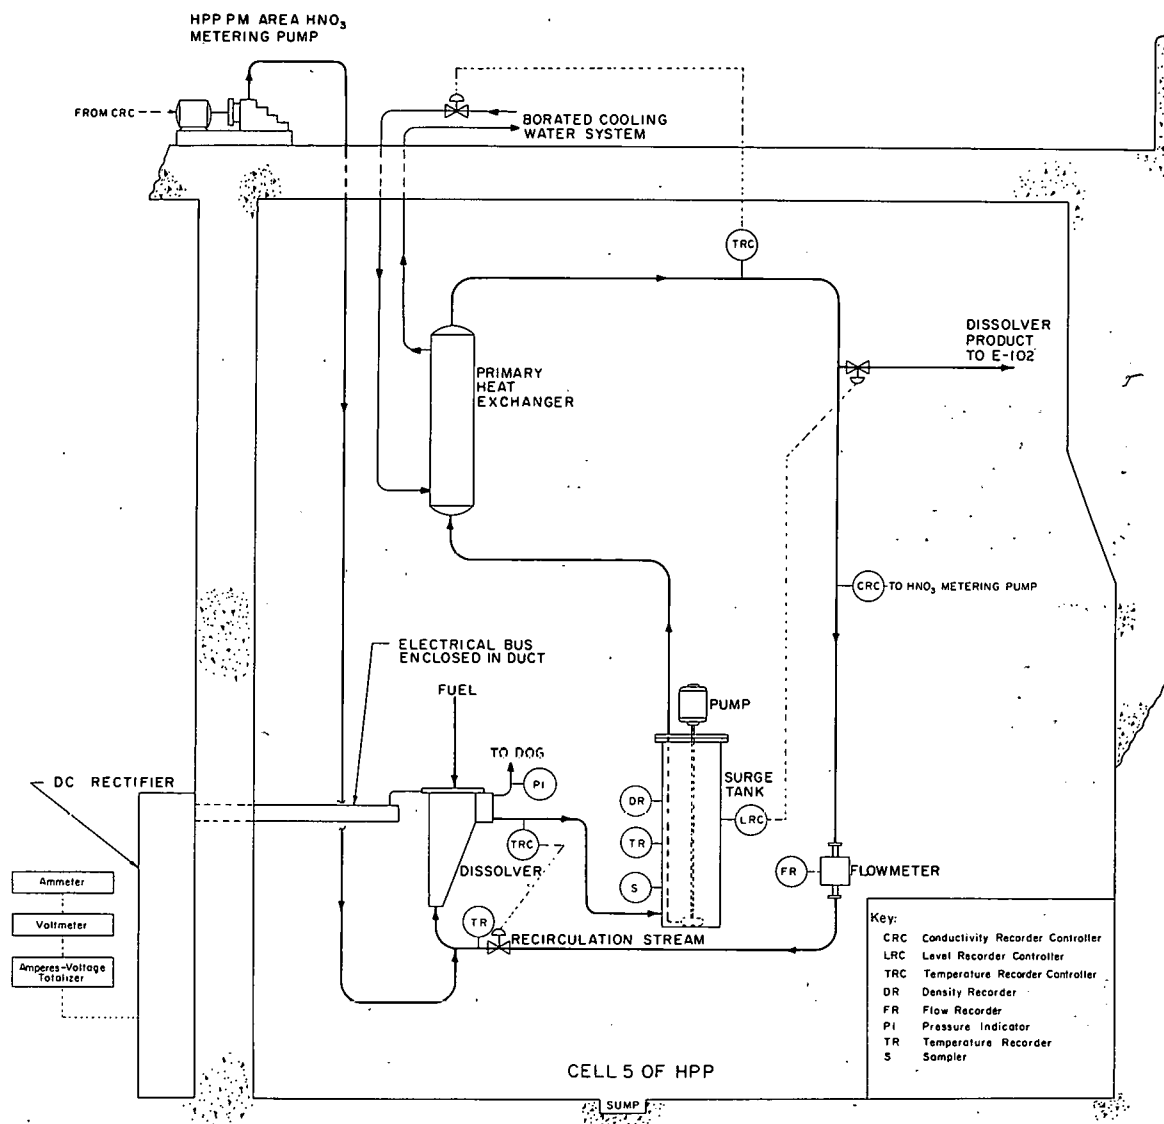 HPP PM AREA HNO₃
METERING PUMP
FROM CRC
BORATED COOLING
WATER SYSTEM
TRC
DISSOLVER
PRODUCT
TO E-102
PRIMARY
HEAT
EXCHANGER
CRC
TO HNO₃ METERING PUMP
ELECTRICAL BUS
ENCLOSED IN DUCT
FUEL
PUMP
TO DOG
PI
DC RECTIFIER
SURGE
TANK
DR
LRC
TRC
TR
DISSOLVER
FR
FLOWMETER
Ammeter
S
Voltmeter
TR
RECIRCULATION STREAM
Amperes-Voltage
Totalizer
Key:
CRC Conductivity Recorder Controller
LRC Level Recorder Controller
TRC Temperature Recorder Controller
DR Density Recorder
FR Flow Recorder
PI Pressure Indicator
TR Temperature Recorder
S Sampler
CELL 5 OF HPP
SUMP